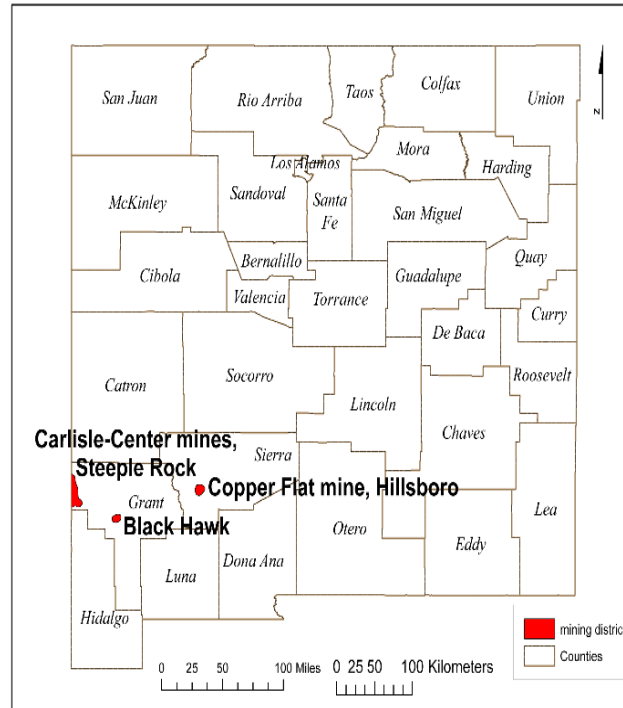 San Juan
Rio Arriba
Taos
Colfax
Union
N
Mora
Los Alamos
Harding
McKinley
Sandoval
Santa
Fe
San Miguel
Bernalillo
Quay
Cibola
Guadalupe
Valencia
Torrance
Curry
De Baca
Catron
Socorro
Roosevelt
Lincoln
Chaves
Carlisle-Center mines,
Steeple Rock
Sierra
Grant
Copper Flat mine, Hillsboro
Black Hawk
Lea
Otero
Eddy
Dona Ana
Luna
Hidalgo
mining distric
Counties
0 25 50 100 Miles
0 25 50 100 Kilometers